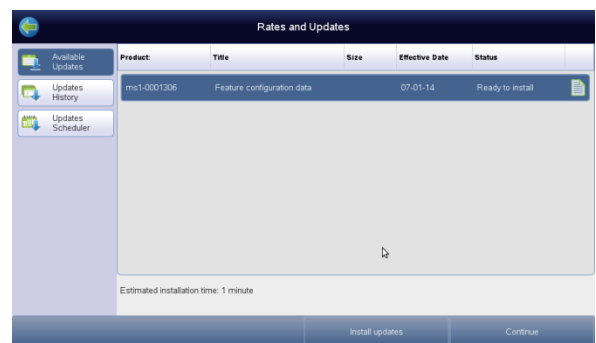 Rates and Updates
Available
Updates
Updates
History
Updates
Scheduler
Product: Title Size Effective Date Status
ms1-0001306 Feature configuration data 07-01-14 Ready to install
Estimated installation time: 1 minute
Install updates Continue